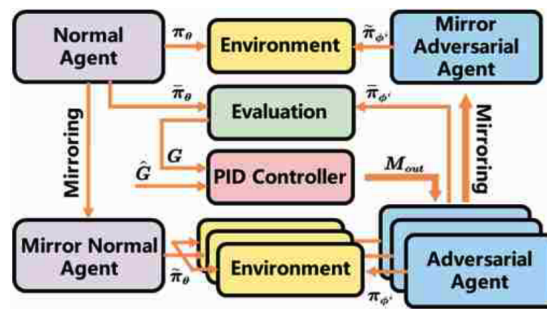 Normal
Agent
π_θ
Environment
π̃_φ'
Mirror
Adversarial
Agent
π̄_θ
Evaluation
π̄_φ'
Mirroring
Mirroring
G
Ĝ
PID Controller
M_out
Mirror Normal
Agent
π̃_θ
Environment
π_φ'
Adversarial
Agent